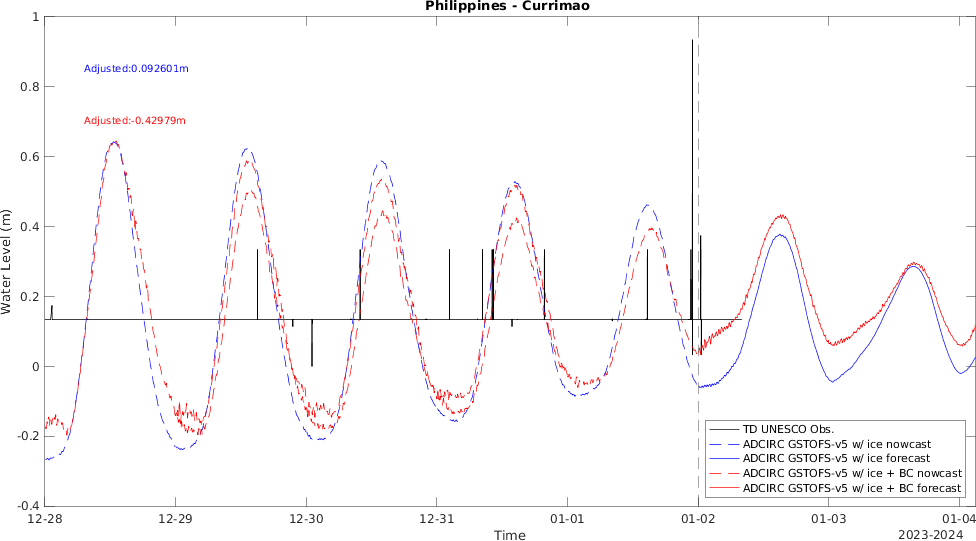 Philippines - Currimao
1
0.8
0.6
0.4
0.2
0
-0.2
-0.4
Water Level (m)
Adjusted:0.092601m
Adjusted:-0.42979m
TD UNESCO Obs.
ADCIRC GSTOFS-v5 w/ ice nowcast
ADCIRC GSTOFS-v5 w/ ice forecast
ADCIRC GSTOFS-v5 w/ ice + BC nowcast
ADCIRC GSTOFS-v5 w/ ice + BC forecast
12-28 12-29 12-30 12-31 01-01 01-02 01-03 01-04
Time
2023-2024